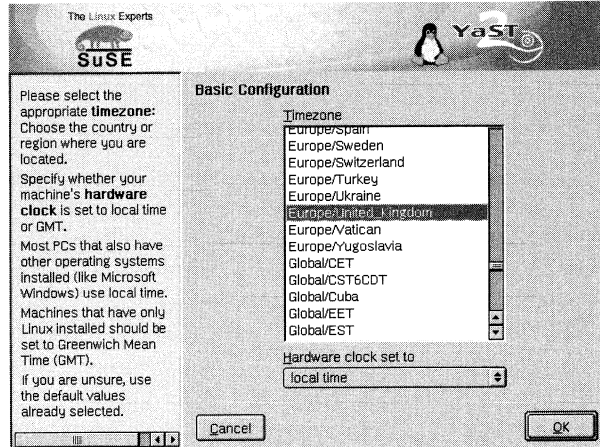 The Linux Experts
SuSE
YaST
2
Please select the
appropriate timezone:
Choose the country or
region where you are
located.
Specify whether your
machine's hardware
clock is set to local time
or GMT.
Most PCs that also have
other operating systems
installed (like Microsoft
Windows) use local time.
Machines that have only
Linux installed should be
set to Greenwich Mean
Time (GMT).
If you are unsure, use
the default values
already selected.
Basic Configuration
Timezone
Europe/Spain
Europe/Sweden
Europe/Switzerland
Europe/Turkey
Europe/Ukraine
Europe/United_Kingdom
Europe/Vatican
Europe/Yugoslavia
Global/CET
Global/CST6CDT
Global/Cuba
Global/EET
Global/EST
Hardware clock set to
local time
Cancel
OK